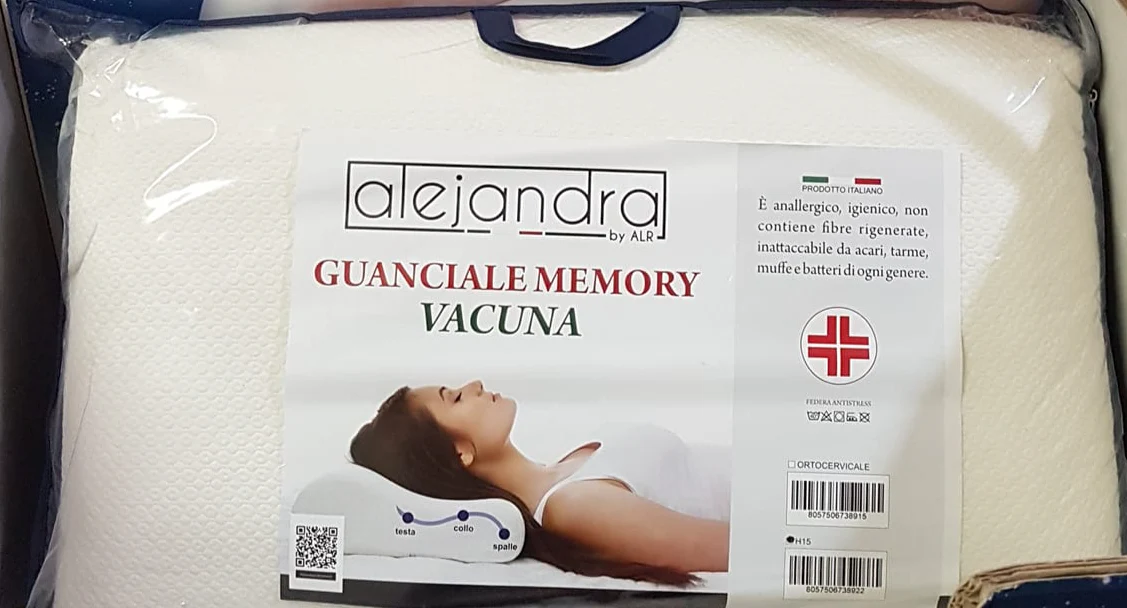 alejandra
by ALR
GUANCIALE MEMORY
VACUNA
testa
collo
spalle
PRODOTTO ITALIANO
È anallergico, igienico, non
contiene fibre rigenerate,
inattaccabile da acari, tarme,
muffe e batteri di ogni genere.
FEDERA ANTISTRESS
ORTOCERVICALE
8057506738915
H15
8057506738922